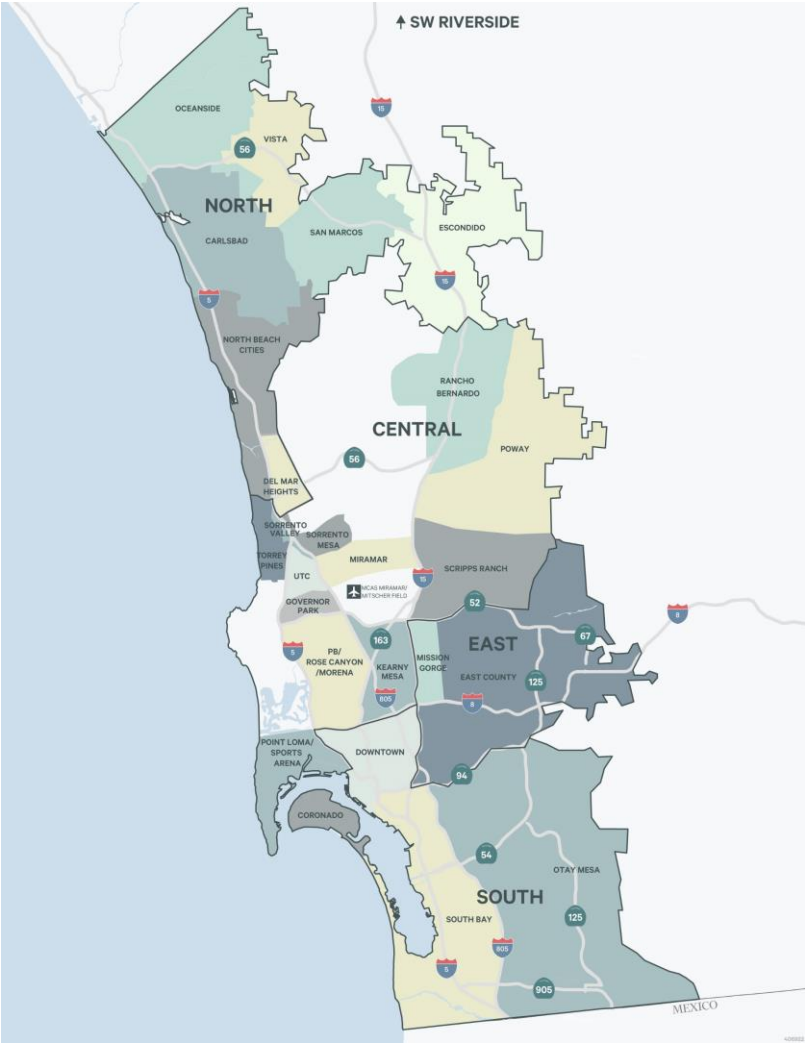 SW RIVERSIDE
15
OCEANSIDE
VISTA
56
NORTH
SAN MARCOS
ESCONDIDO
CARLSBAD
15
5
NORTH BEACH
CITIES
RANCHO
BERNARDO
CENTRAL
POWAY
56
DEL MAR
HEIGHTS
SORRENTO
VALLEY
SORRENTO
MESA
TORREY
PINES
MIRAMAR
SCRIPPS RANCH
UTC
15
MCAS MIRAMAR/
MITSCHER FIELD
GOVERNOR
PARK
52
8
163
67
EAST
5
PB/
ROSE CANYON
/MORENA
KEARNY
MESA
MISSION
GORGE
EAST COUNTY
125
805
8
POINT LOMA/
SPORTS
ARENA
DOWNTOWN
94
CORONADO
54
OTAY MESA
SOUTH
125
SOUTH BAY
805
5
905
MEXICO